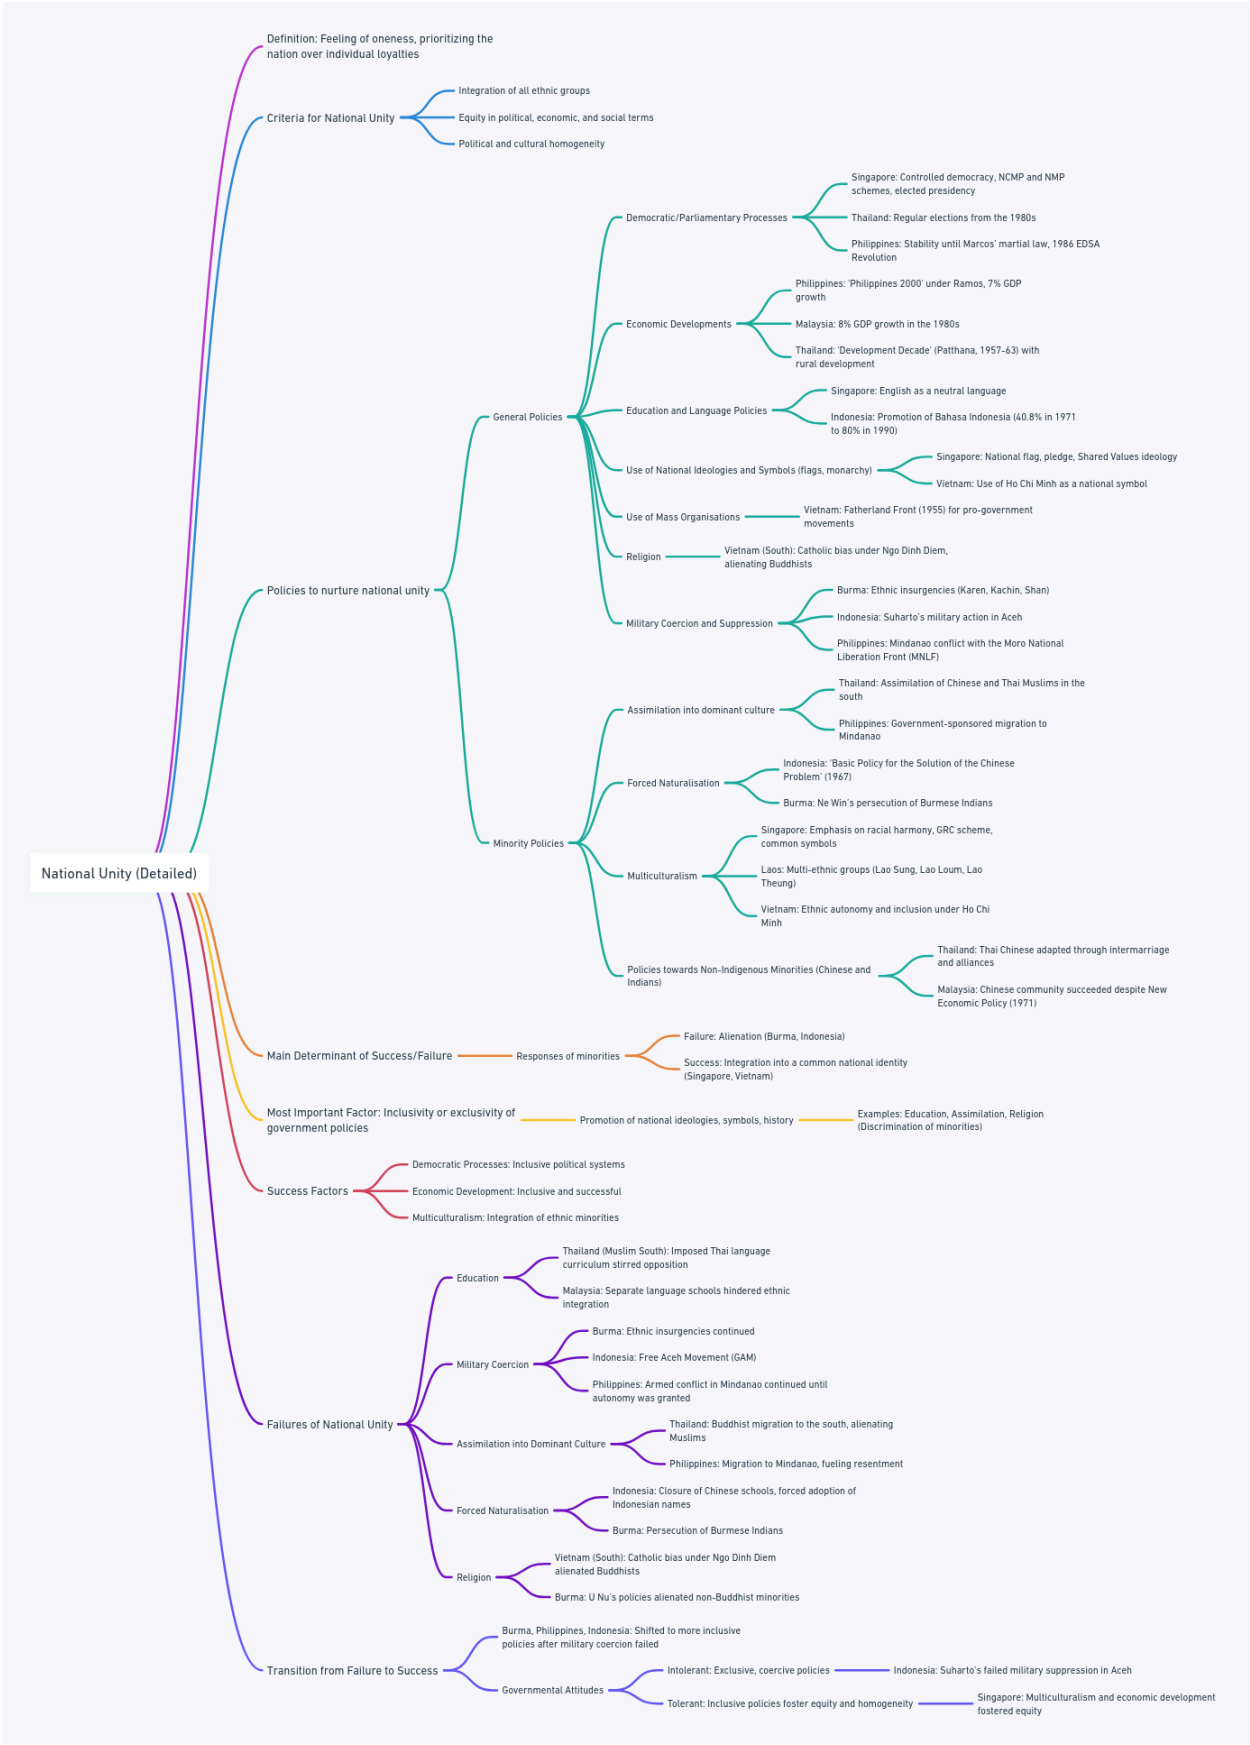 Definition: Feeling of oneness, prioritizing the
nation over individual loyalties
Criteria for National Unity
Integration of all ethnic groups
Equity in political, economic, and social terms
Political and cultural homogeneity
National Unity (Detailed)
Policies to nurture national unity
General Policies
Democratic/Parliamentary Processes
Singapore: Controlled democracy, NCMP and NMP
schemes, elected presidency
Thailand: Regular elections from the 1980s
Philippines: Stability until Marcos' martial law, 1986 EDSA
Revolution
Economic Developments
Philippines: 'Philippines 2000' under Ramos, 7% GDP
growth
Malaysia: 8% GDP growth in the 1980s
Thailand: 'Development Decade' (Patthana, 1957-63) with
rural development
Education and Language Policies
Singapore: English as a neutral language
Indonesia: Promotion of Bahasa Indonesia (40.8% in 1971
to 80% in 1990)
Use of National Ideologies and Symbols (flags, monarchy)
Singapore: National flag, pledge, Shared Values ideology
Vietnam: Use of Ho Chi Minh as a national symbol
Use of Mass Organisations
Vietnam: Fatherland Front (1955) for pro-government
movements
Religion
Vietnam (South): Catholic bias under Ngo Dinh Diem,
alienating Buddhists
Military Coercion and Suppression
Burma: Ethnic insurgencies (Karen, Kachin, Shan)
Indonesia: Suharto's military action in Aceh
Philippines: Mindanao conflict with the Moro National
Liberation Front (MNLF)
Minority Policies
Assimilation into dominant culture
Thailand: Assimilation of Chinese and Thai Muslims in the
south
Philippines: Government-sponsored migration to
Mindanao
Forced Naturalisation
Indonesia: 'Basic Policy for the Solution of the Chinese
Problem' (1967)
Burma: Ne Win's persecution of Burmese Indians
Multiculturalism
Singapore: Emphasis on racial harmony, GRC scheme,
common symbols
Laos: Multi-ethnic groups (Lao Sung, Lao Loum, Lao
Theung)
Vietnam: Ethnic autonomy and inclusion under Ho Chi
Minh
Policies towards Non-Indigenous Minorities (Chinese and
Indians)
Thailand: Thai Chinese adapted through intermarriage
and alliances
Malaysia: Chinese community succeeded despite New
Economic Policy (1971)
Main Determinant of Success/Failure
Responses of minorities
Failure: Alienation (Burma, Indonesia)
Success: Integration into a common national identity
(Singapore, Vietnam)
Most Important Factor: Inclusivity or exclusivity of
government policies
Promotion of national ideologies, symbols, history
Examples: Education, Assimilation, Religion
(Discrimination of minorities)
Success Factors
Democratic Processes: Inclusive political systems
Economic Development: Inclusive and successful
Multiculturalism: Integration of ethnic minorities
Failures of National Unity
Education
Thailand (Muslim South): Imposed Thai language
curriculum stirred opposition
Malaysia: Separate language schools hindered ethnic
integration
Military Coercion
Burma: Ethnic insurgencies continued
Indonesia: Free Aceh Movement (GAM)
Philippines: Armed conflict in Mindanao continued until
autonomy was granted
Assimilation into Dominant Culture
Thailand: Buddhist migration to the south, alienating
Muslims
Philippines: Migration to Mindanao, fueling resentment
Forced Naturalisation
Indonesia: Closure of Chinese schools, forced adoption of
Indonesian names
Burma: Persecution of Burmese Indians
Religion
Vietnam (South): Catholic bias under Ngo Dinh Diem
alienated Buddhists
Burma: U Nu's policies alienated non-Buddhist minorities
Transition from Failure to Success
Burma, Philippines, Indonesia: Shifted to more inclusive
policies after military coercion failed
Governmental Attitudes
Intolerant: Exclusive, coercive policies
Indonesia: Suharto's failed military suppression in Aceh
Tolerant: Inclusive policies foster equity and homogeneity
Singapore: Multiculturalism and economic development
fostered equity